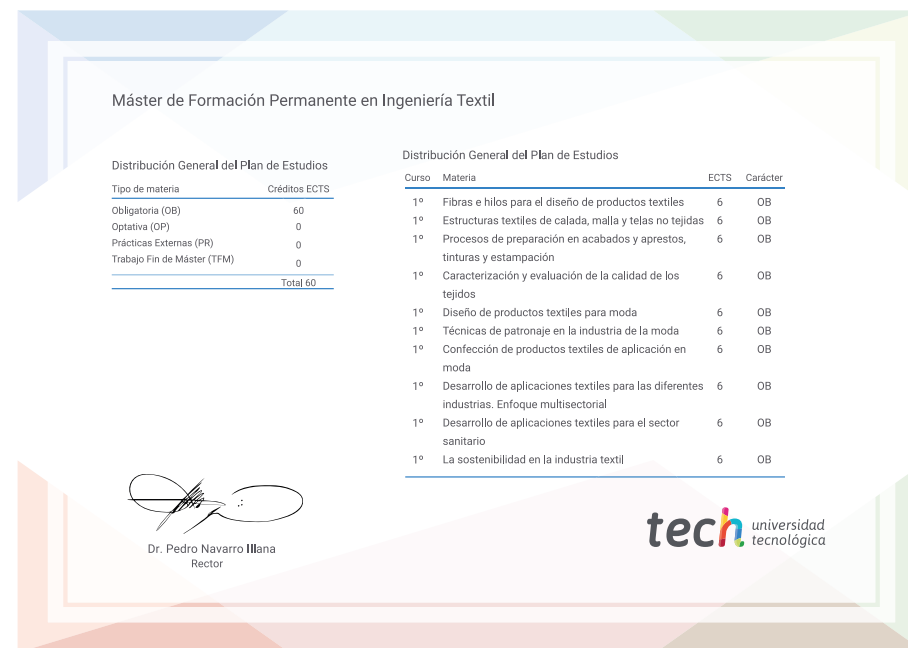 Máster de Formación Permanente en Ingeniería Textil
Distribución General del Plan de Estudios
Tipo de materia Créditos ECTS
Obligatoria (OB) 60
Optativa (OP) 0
Prácticas Externas (PR) 0
Trabajo Fin de Máster (TFM) 0
Total 60
Distribución General del Plan de Estudios
Curso Materia ECTS Carácter
1º Fibras e hilos para el diseño de productos textiles 6 OB
1º Estructuras textiles de calada, malla y telas no tejidas 6 OB
1º Procesos de preparación en acabados y aprestos, 6 OB
tinturas y estampación
1º Caracterización y evaluación de la calidad de los 6 OB
tejidos
1º Diseño de productos textiles para moda 6 OB
1º Técnicas de patronaje en la industria de la moda 6 OB
1º Confección de productos textiles de aplicación en 6 OB
moda
1º Desarrollo de aplicaciones textiles para las diferentes 6 OB
industrias. Enfoque multisectorial
1º Desarrollo de aplicaciones textiles para el sector 6 OB
sanitario
1º La sostenibilidad en la industria textil 6 OB
Dr. Pedro Navarro Illana
Rector
tech universidad
tecnológica